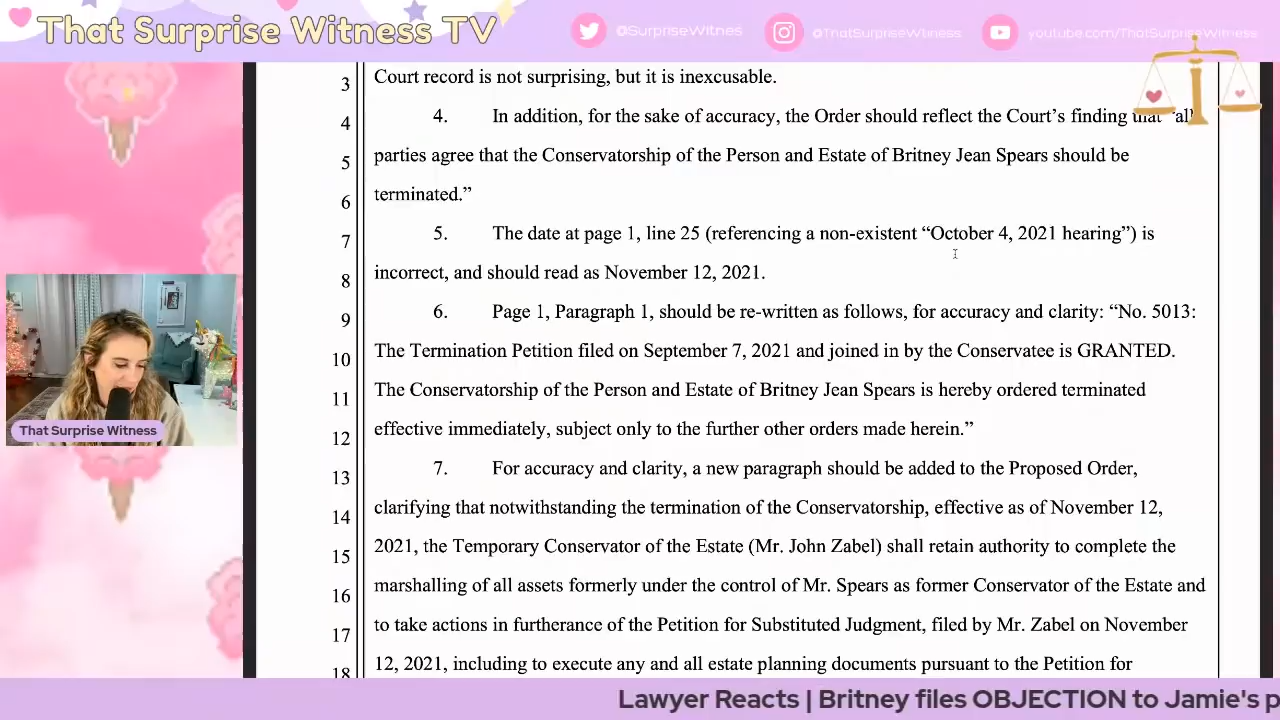 That Surprise Witness TV
@SurpriseWitnes
@ThatSurpriseWtiness
youtube.com/ThatSurpriseWitness
3 Court record is not surprising, but it is inexcusable.
4 4. In addition, for the sake of accuracy, the Order should reflect the Court’s finding that “all
5 parties agree that the Conservatorship of the Person and Estate of Britney Jean Spears should be
6 terminated.”
7 5. The date at page 1, line 25 (referencing a non-existent “October 4, 2021 hearing”) is
8 incorrect, and should read as November 12, 2021.
9 6. Page 1, Paragraph 1, should be re-written as follows, for accuracy and clarity: “No. 5013:
10 The Termination Petition filed on September 7, 2021 and joined in by the Conservatee is GRANTED.
11 The Conservatorship of the Person and Estate of Britney Jean Spears is hereby ordered terminated
12 effective immediately, subject only to the further other orders made herein.”
13 7. For accuracy and clarity, a new paragraph should be added to the Proposed Order,
14 clarifying that notwithstanding the termination of the Conservatorship, effective as of November 12,
15 2021, the Temporary Conservator of the Estate (Mr. John Zabel) shall retain authority to complete the
16 marshalling of all assets formerly under the control of Mr. Spears as former Conservator of the Estate and
17 to take actions in furtherance of the Petition for Substituted Judgment, filed by Mr. Zabel on November
18 12, 2021, including to execute any and all estate planning documents pursuant to the Petition for
That Surprise Witness
Lawyer Reacts | Britney files OBJECTION to Jamie's p